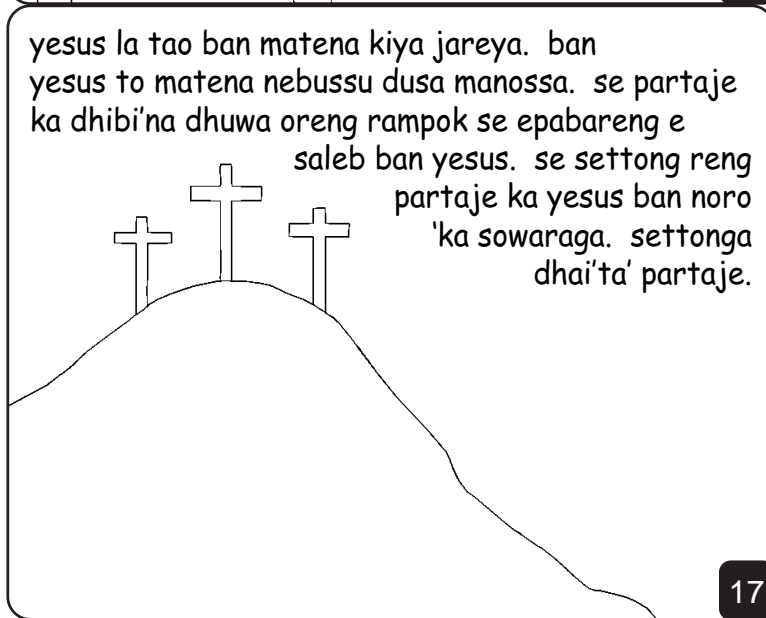 yesus la tao ban matena kiya jareya. ban
yesus to matena nebussu dusa manossa. se partaje
ka dhibi'na dhuwa oreng rampok se epabareng e
saleb ban yesus. se settong reng
partaje ka yesus ban noro
'ka sowaraga. settonga
dhai'ta' partaje.
17